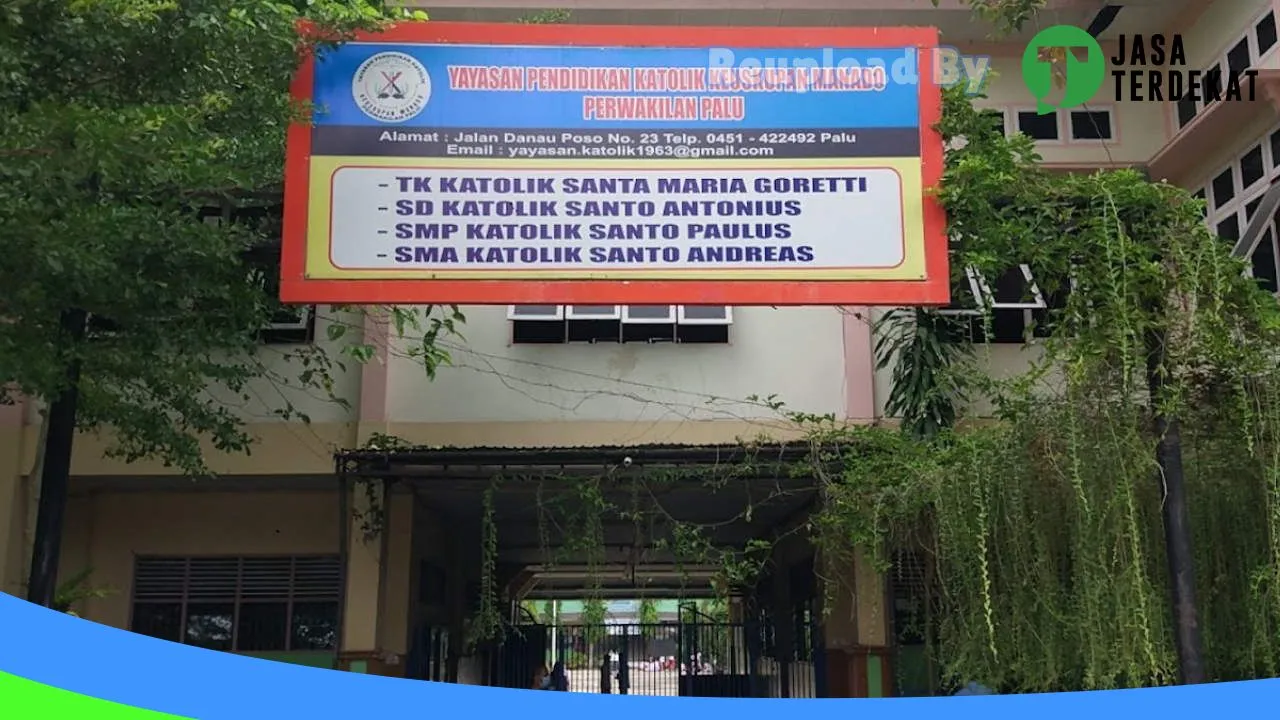 Reupload By
JASA
TERDEKAT
YAYASAN PENDIDIKAN KATOLIK KEUSKUPAN MANADO
PERWAKILAN PALU
Alamat : Jalan Danau Poso No. 23 Telp. 0451 - 422492 Palu
Email : yayasan.katolik1963@gmail.com
- TK KATOLIK SANTA MARIA GORETTI
- SD KATOLIK SANTO ANTONIUS
- SMP KATOLIK SANTO PAULUS
- SMA KATOLIK SANTO ANDREAS